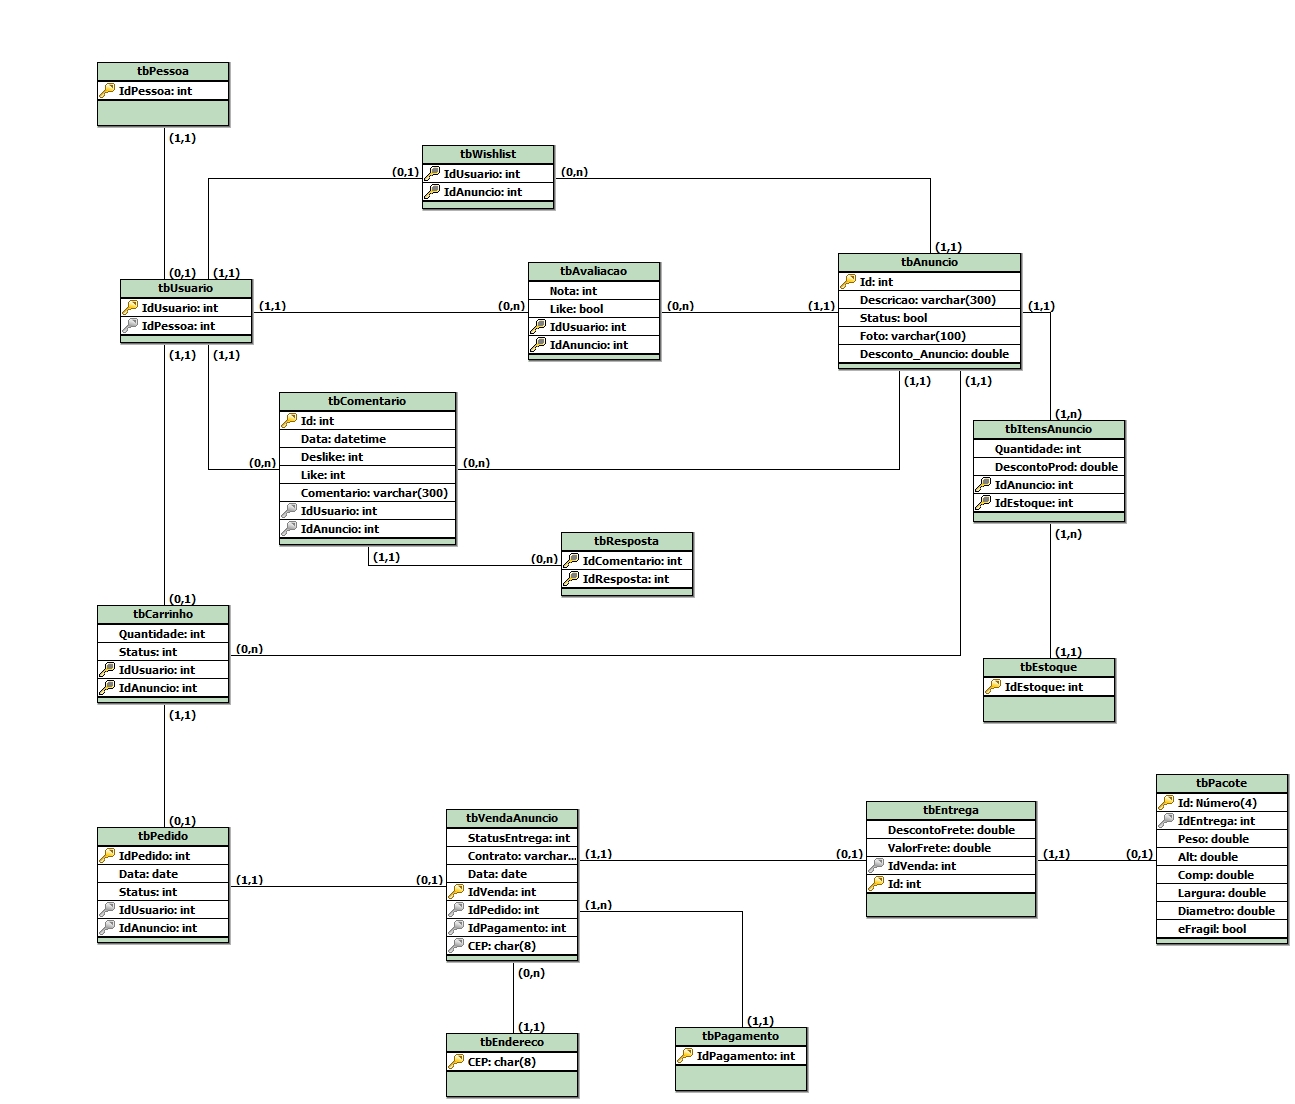 tbPessoa
IdPessoa: int
(1,1)
tbWishlist
IdUsuario: int
IdAnuncio: int
(0,1)
(0,n)
(0,1)
(1,1)
tbUsuario
IdUsuario: int
IdPessoa: int
(1,1)
(1,1)
(1,1)
tbAvaliacao
Nota: int
Like: bool
IdUsuario: int
IdAnuncio: int
(0,n)
(0,n)
(1,1)
tbAnuncio
Id: int
Descricao: varchar(300)
Status: bool
Foto: varchar(100)
Desconto_Anuncio: double
(1,1)
(1,1)
(1,1)
(1,1)
tbComentario
Id: int
Data: datetime
Deslike: int
Like: int
Comentario: varchar(300)
IdUsuario: int
IdAnuncio: int
(0,n)
(0,n)
(1,1)
(1,n)
tbItensAnuncio
Quantidade: int
DescontoProd: double
IdAnuncio: int
IdEstoque: int
(1,n)
(0,n)
tbResposta
IdComentario: int
IdResposta: int
(0,1)
tbCarrinho
Quantidade: int
Status: int
IdUsuario: int
IdAnuncio: int
(0,n)
(1,1)
(1,1)
tbEstoque
IdEstoque: int
(0,1)
tbPedido
IdPedido: int
Data: date
Status: int
IdUsuario: int
IdAnuncio: int
(1,1)
(0,1)
tbVendaAnuncio
StatusEntrega: int
Contrato: varchar...
Data: date
IdVenda: int
IdPedido: int
IdPagamento: int
CEP: char(8)
(1,1)
(1,n)
(0,n)
(0,1)
tbEntrega
DescontoFrete: double
ValorFrete: double
IdVenda: int
Id: int
(1,1)
(0,1)
tbPacote
Id: Número(4)
IdEntrega: int
Peso: double
Alt: double
Comp: double
Largura: double
Diametro: double
eFragil: bool
(1,1)
tbEndereco
CEP: char(8)
(1,1)
tbPagamento
IdPagamento: int